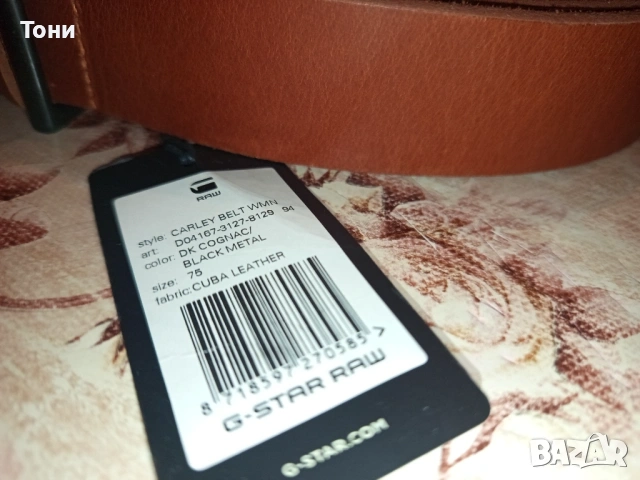 Тони
RAW
style: CARLEY BELT WMN
art: D04167-3127-8129 94
color: DK COGNAC/
BLACK METAL
size: 75
fabric: CUBA LEATHER
8 718597 270585 >
G-STAR RAW
G-STAR.COM
BAZAR